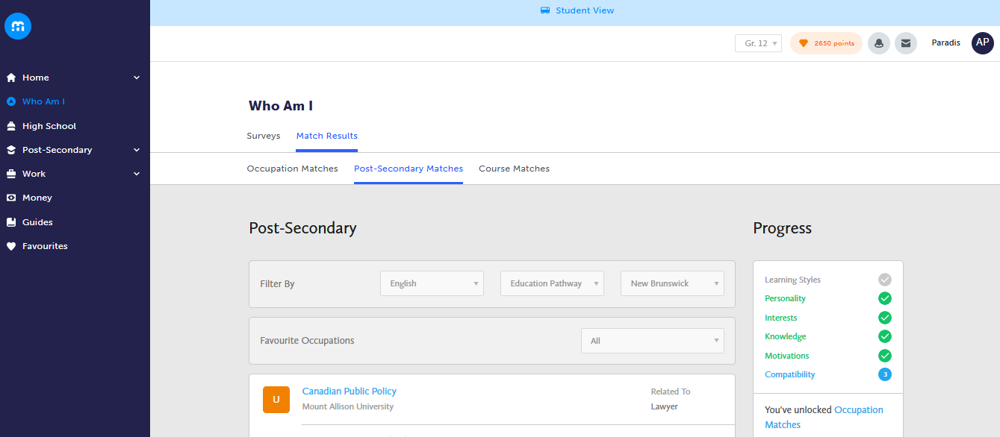 Student View
Gr. 12
2650 points
Paradis
AP
Home
Who Am I
High School
Post-Secondary
Work
Money
Guides
Favourites
Who Am I
Surveys
Match Results
Occupation Matches
Post-Secondary Matches
Course Matches
Post-Secondary
Filter By
English
Education Pathway
New Brunswick
Favourite Occupations
All
U
Canadian Public Policy
Mount Allison University
Related To
Lawyer
Progress
Learning Styles
Personality
Interests
Knowledge
Motivations
Compatibility
3
You've unlocked Occupation
Matches